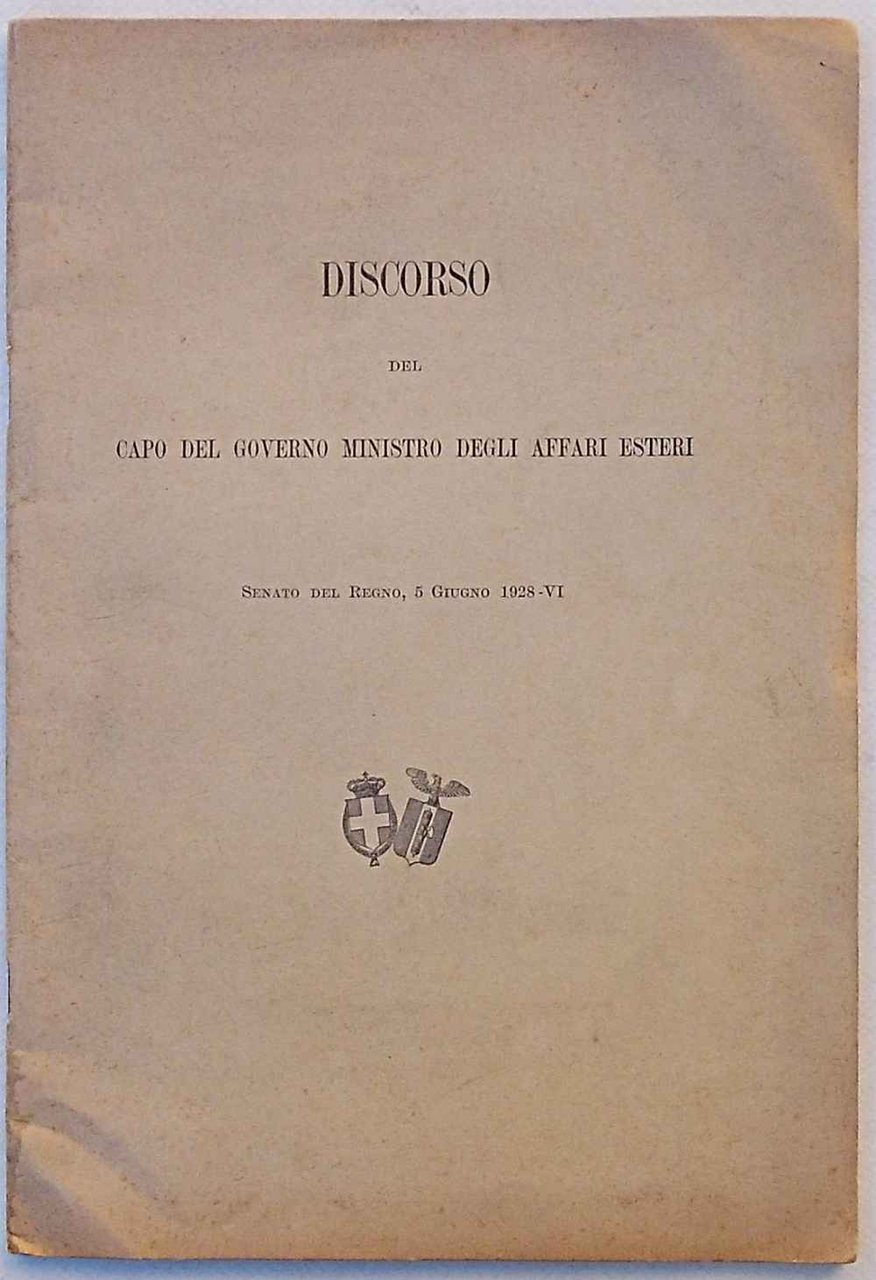 DISCORSO
DEL
CAPO DEL GOVERNO MINISTRO DEGLI AFFARI ESTERI
SENATO DEL REGNO, 5 GIUGNO 1928-VI